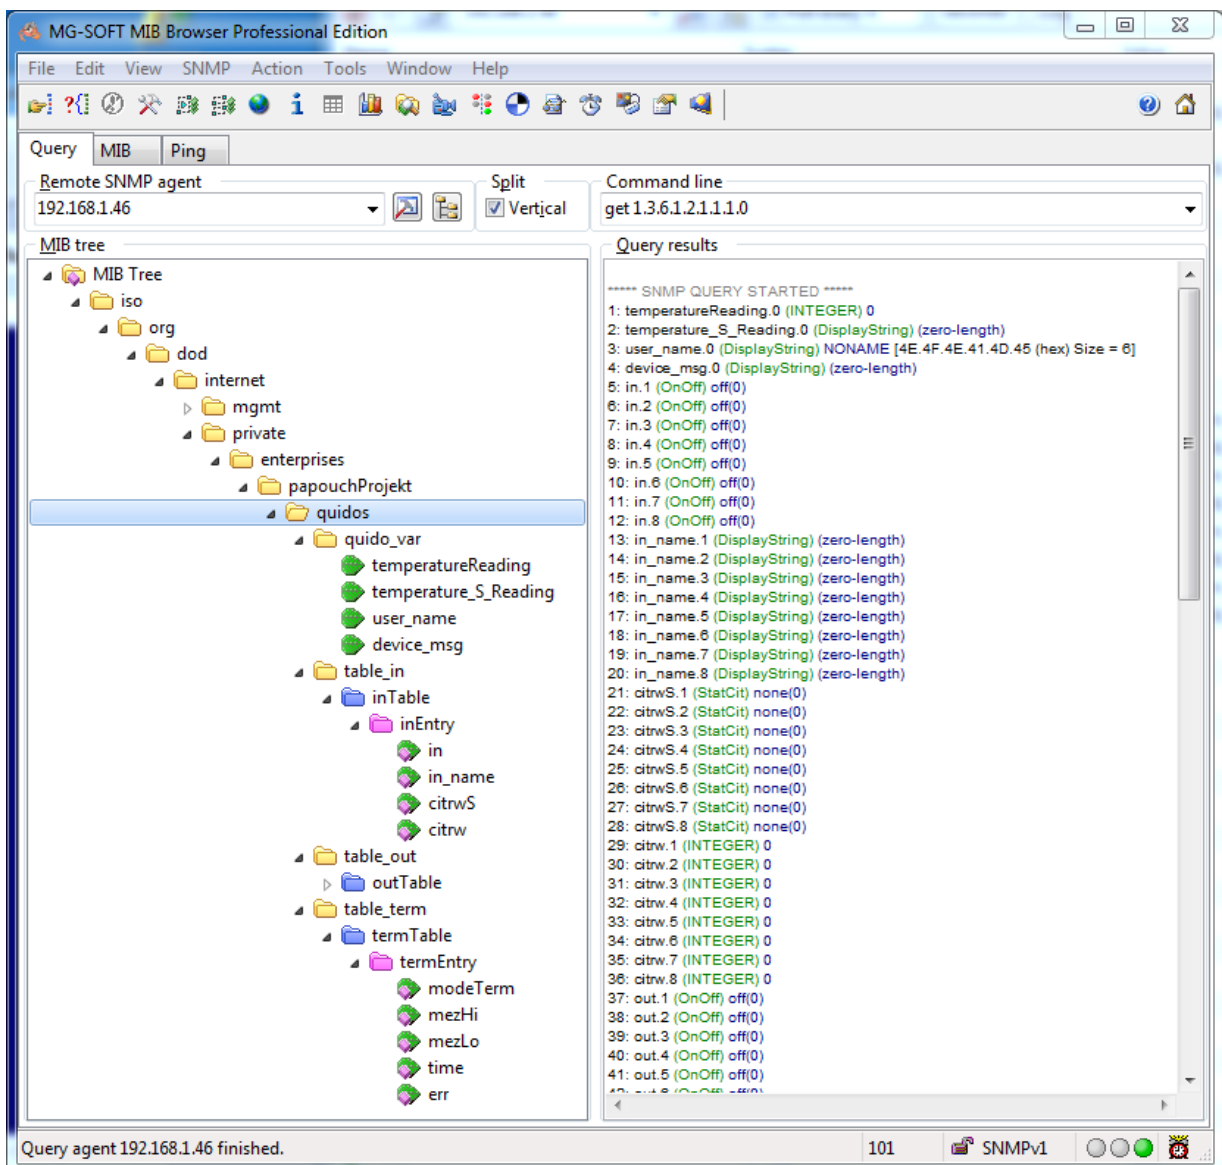 MG-SOFT MIB Browser Professional Edition
File Edit View SNMP Action Tools Window Help
Query MIB Ping
Remote SNMP agent
192.168.1.46
Split
Vertical
Command line
get 1.3.6.1.2.1.1.1.0
MIB tree
MIB Tree
iso
org
dod
internet
mgmt
private
enterprises
papouchProjekt
quidos
quido_var
temperatureReading
temperature_S_Reading
user_name
device_msg
table_in
inTable
inEntry
in
in_name
citrwS
citrw
table_out
outTable
table_term
termTable
termEntry
modeTerm
mezHi
mezLo
time
err
Query results
***** SNMP QUERY STARTED *****
1: temperatureReading.0 (INTEGER) 0
2: temperature_S_Reading.0 (DisplayString) (zero-length)
3: user_name.0 (DisplayString) NONAME [4E.4F.4E.41.4D.45 (hex) Size = 6]
4: device_msg.0 (DisplayString) (zero-length)
5: in.1 (OnOff) off(0)
6: in.2 (OnOff) off(0)
7: in.3 (OnOff) off(0)
8: in.4 (OnOff) off(0)
9: in.5 (OnOff) off(0)
10: in.6 (OnOff) off(0)
11: in.7 (OnOff) off(0)
12: in.8 (OnOff) off(0)
13: in_name.1 (DisplayString) (zero-length)
14: in_name.2 (DisplayString) (zero-length)
15: in_name.3 (DisplayString) (zero-length)
16: in_name.4 (DisplayString) (zero-length)
17: in_name.5 (DisplayString) (zero-length)
18: in_name.6 (DisplayString) (zero-length)
19: in_name.7 (DisplayString) (zero-length)
20: in_name.8 (DisplayString) (zero-length)
21: citrwS.1 (StatCit) none(0)
22: citrwS.2 (StatCit) none(0)
23: citrwS.3 (StatCit) none(0)
24: citrwS.4 (StatCit) none(0)
25: citrwS.5 (StatCit) none(0)
26: citrwS.6 (StatCit) none(0)
27: citrwS.7 (StatCit) none(0)
28: citrwS.8 (StatCit) none(0)
29: citrw.1 (INTEGER) 0
30: citrw.2 (INTEGER) 0
31: citrw.3 (INTEGER) 0
32: citrw.4 (INTEGER) 0
33: citrw.5 (INTEGER) 0
34: citrw.6 (INTEGER) 0
35: citrw.7 (INTEGER) 0
36: citrw.8 (INTEGER) 0
37: out.1 (OnOff) off(0)
38: out.2 (OnOff) off(0)
39: out.3 (OnOff) off(0)
40: out.4 (OnOff) off(0)
41: out.5 (OnOff) off(0)
42: out.6 (OnOff) off(0)
Query agent 192.168.1.46 finished.
101
SNMPv1